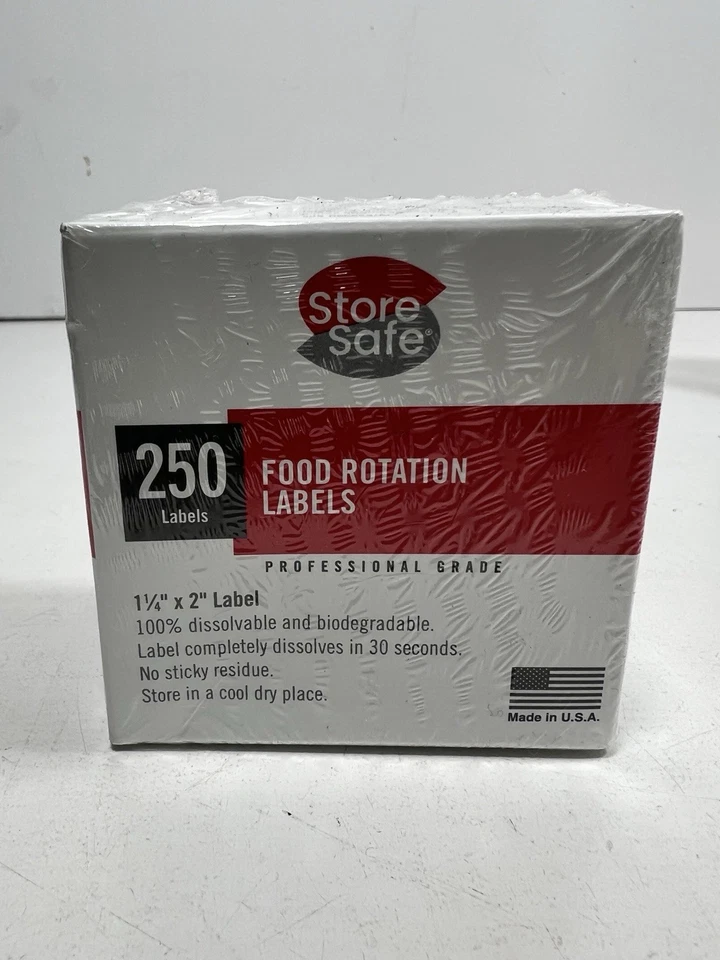 Store
Safe®
250
Labels
FOOD ROTATION
LABELS
PROFESSIONAL GRADE
1¼" x 2" Label
100% dissolvable and biodegradable.
Label completely dissolves in 30 seconds.
No sticky residue.
Store in a cool dry place.
Made in U.S.A.